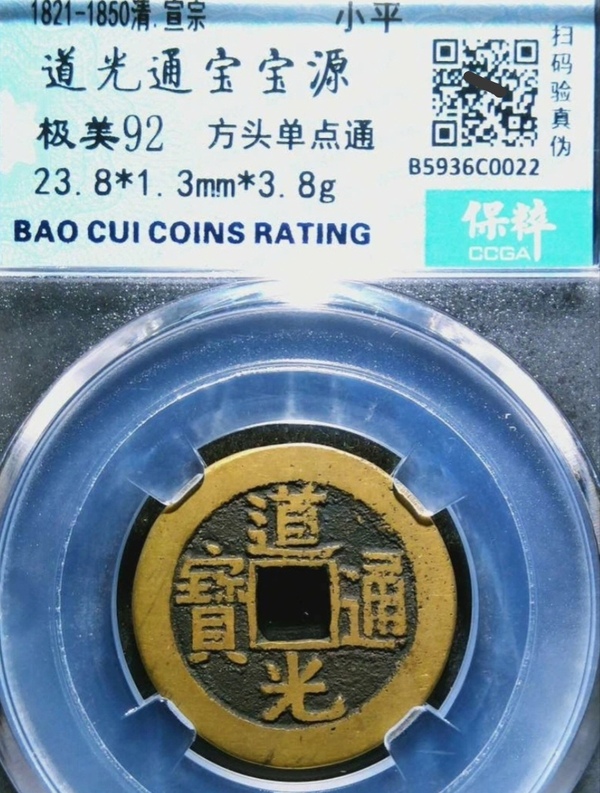 1821-1850清.宣宗 小平
道光通宝宝源
极美92 方头单点通
23.8*1.3mm*3.8g
BAO CUI COINS RATING
扫码验真伪
B5936C0022
保粹
CCGA
道
寶 通
光